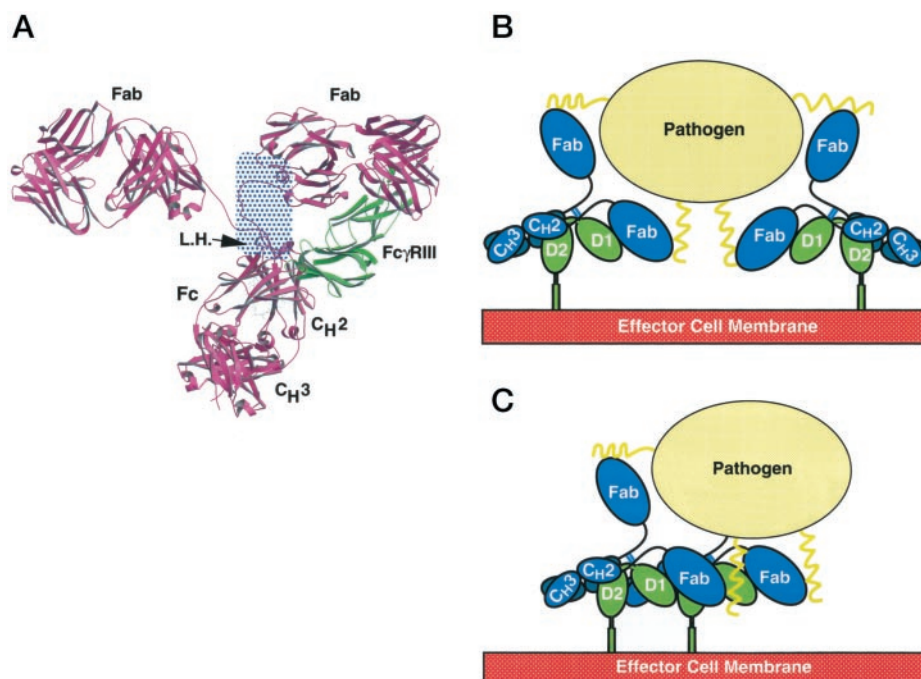 A
Fab
Fab
L.H.
FcγRIII
Fc
CH2
CH3
B
Pathogen
Fab
Fab
CH3
CH2
D2
D1
Fab
Fab
D1
D2
CH2
CH3
Effector Cell Membrane
C
Pathogen
Fab
CH3
CH2
D2
D1
Fab
Fab
Effector Cell Membrane